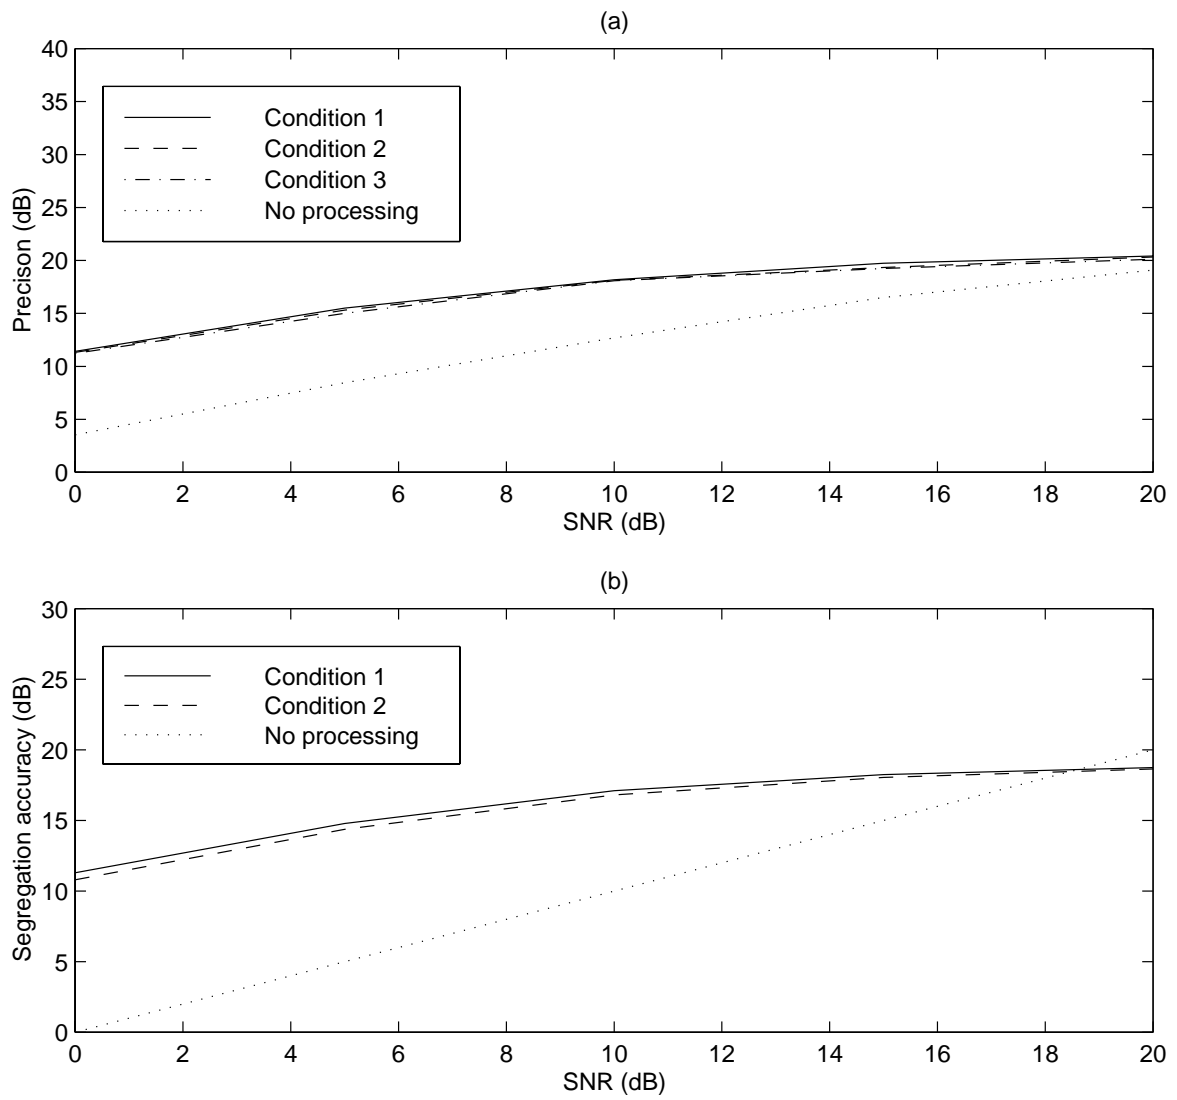 (a)
40
35
30
25
20
15
10
5
0
Precison (dB)
Condition 1
Condition 2
Condition 3
No processing
0 2 4 6 8 10 12 14 16 18 20
SNR (dB)
(b)
30
25
20
15
10
5
0
Segregation accuracy (dB)
Condition 1
Condition 2
No processing
0 2 4 6 8 10 12 14 16 18 20
SNR (dB)